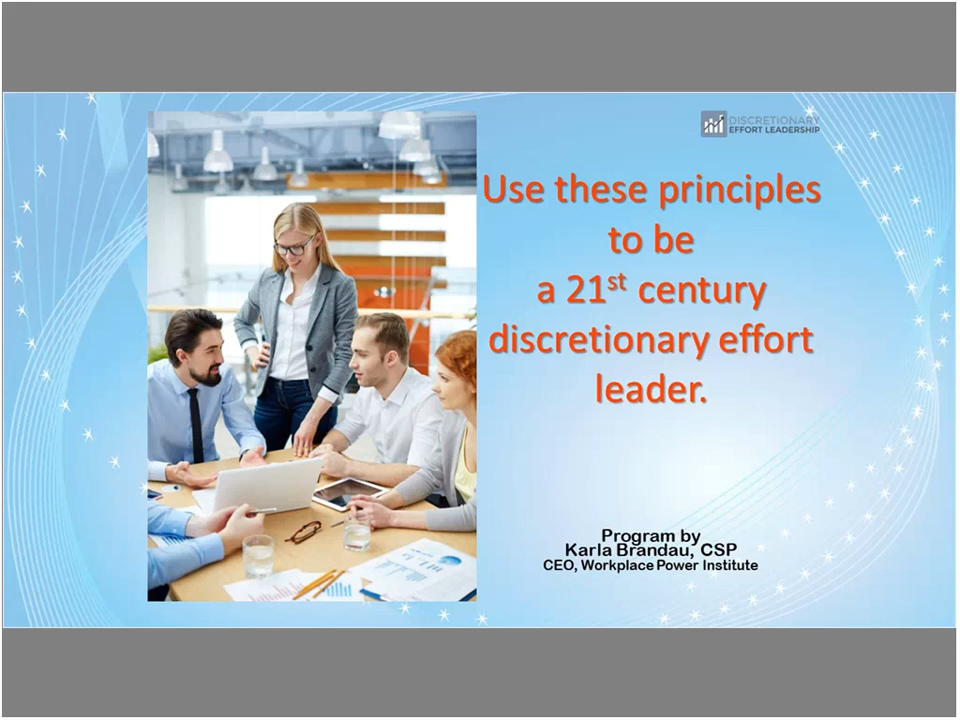 DISCRETIONARY
EFFORT LEADERSHIP
Use these principles
to be
a 21st century
discretionary effort
leader.
Program by
Karla Brandau, CSP
CEO, Workplace Power Institute